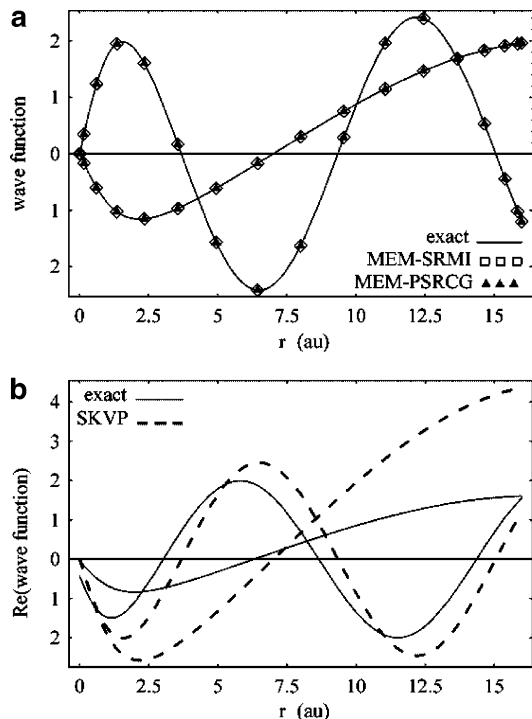 a
2
1
0
1
2
wave function
exact
MEM-SRMI
MEM-PSRCG
0 2.5 5 7.5 10 12.5 15
r (au)
b
exact
SKVP
4
3
2
1
0
1
2
Re(wave function)
0 2.5 5 7.5 10 12.5 15
r (au)